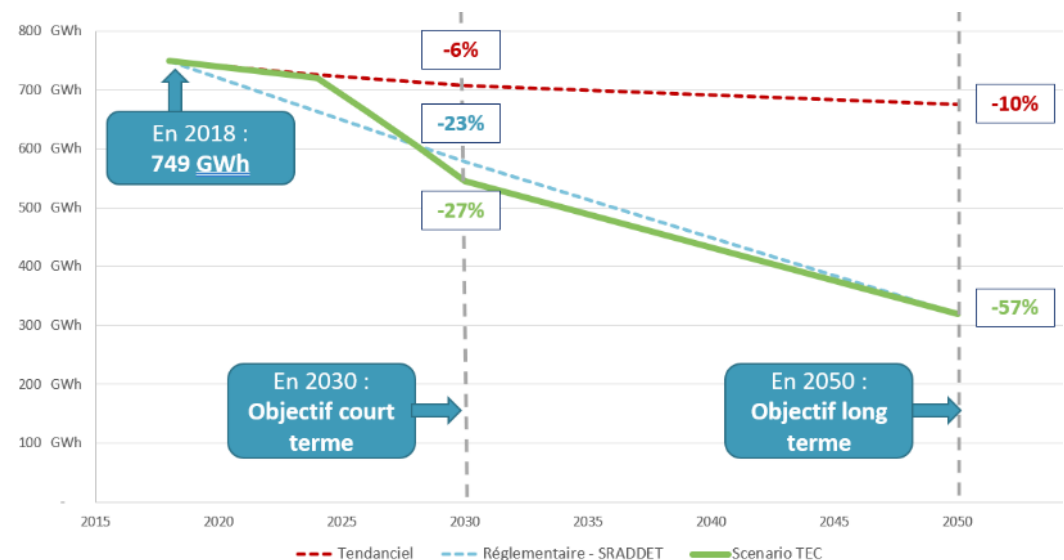 800 GWh
700 GWh
600 GWh
500 GWh
400 GWh
300 GWh
200 GWh
100 GWh
-
-6%
-10%
-23%
-27%
-57%
En 2018 :
749 GWh
En 2030 :
Objectif court
terme
En 2050 :
Objectif long
terme
2015 2020 2025 2030 2035 2040 2045 2050
Tendanciel Réglementaire - SRADDET Scenario TEC